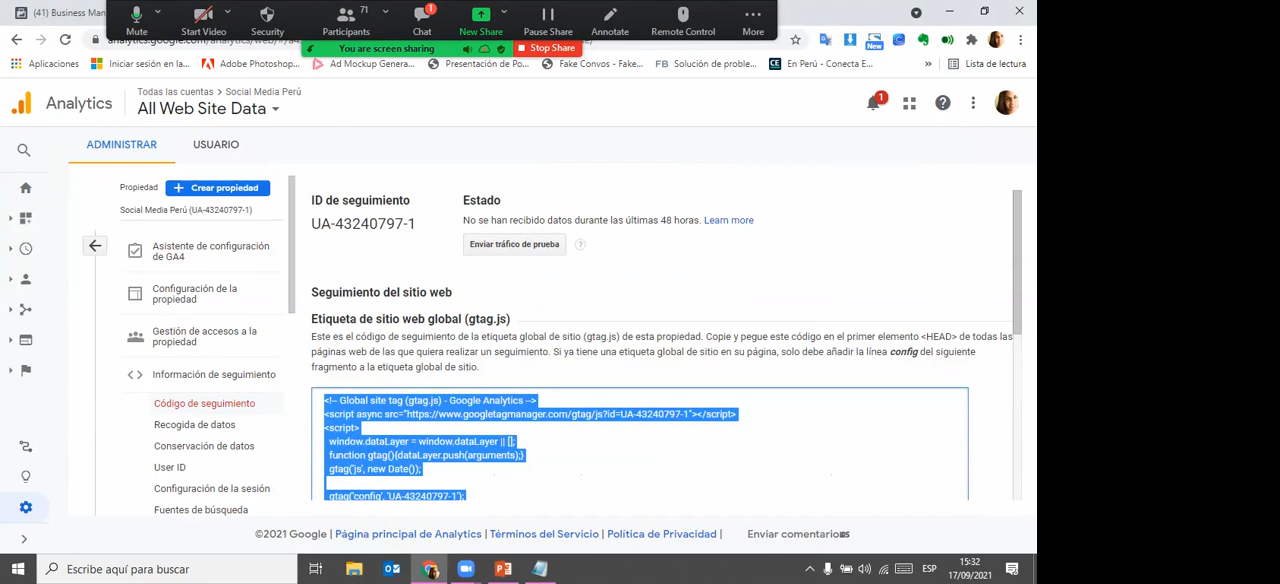 (41) Business Man
Mute
Start Video
Security
Participants
71
Chat
1
New Share
Pause Share
Annotate
Remote Control
More
You are screen sharing
Stop Share
New
Aplicaciones
Iniciar sesión en la...
Adobe Photoshop...
Ad Mockup Genera...
Presentación de Po...
Fake Convos - Fake...
FB
Solución de proble...
CE
En Perú - Conecta E...
»
Lista de lectura
Analytics
Todas las cuentas > Social Media Perú
All Web Site Data
1
ADMINISTRAR
USUARIO
Propiedad
+ Crear propiedad
Social Media Perú (UA-43240797-1)
Asistente de configuración
de GA4
Configuración de la
propiedad
Gestión de accesos a la
propiedad
<> Información de seguimiento
Código de seguimiento
Recogida de datos
Conservación de datos
User ID
Configuración de la sesión
Fuentes de búsqueda
ID de seguimiento
UA-43240797-1
Estado
No se han recibido datos durante las últimas 48 horas. Learn more
Enviar tráfico de prueba
?
Seguimiento del sitio web
Etiqueta de sitio web global (gtag.js)
Este es el código de seguimiento de la etiqueta global de sitio (gtag.js) de esta propiedad. Copie y pegue este código en el primer elemento <HEAD> de todas las
páginas web de las que quiera realizar un seguimiento. Si ya tiene una etiqueta global de sitio en su página, solo debe añadir la línea config del siguiente
fragmento a la etiqueta global de sitio.
<!-- Global site tag (gtag.js) - Google Analytics -->
<script async src="https://www.googletagmanager.com/gtag/js?id=UA-43240797-1"></script>
<script>
window.dataLayer = window.dataLayer || [];
function gtag(){dataLayer.push(arguments);}
gtag('js', new Date());
gtag('config', 'UA-43240797-1');
©2021 Google | Página principal de Analytics | Términos del Servicio | Política de Privacidad |
Enviar comentarios
Escribe aquí para buscar
ESP
15:32
17/09/2021